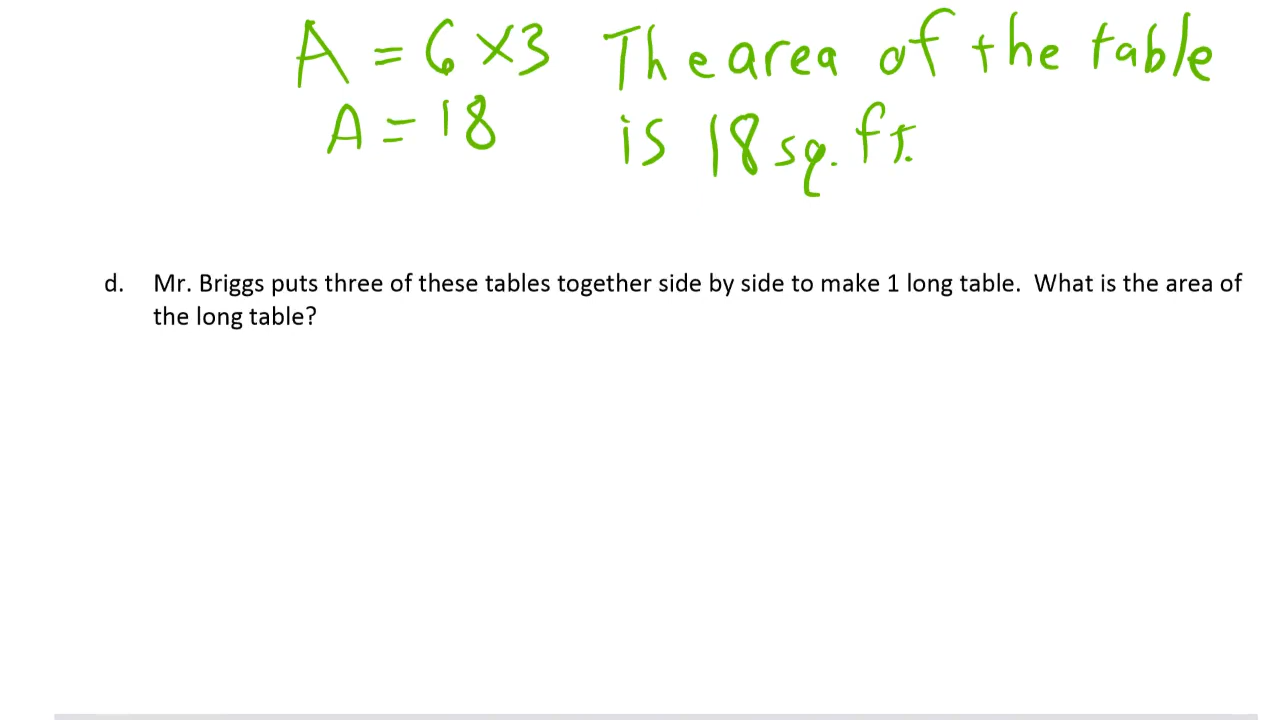 A = 6 × 3 The area of the table
A = 18 is 18 sq. ft.
d. Mr. Briggs puts three of these tables together side by side to make 1 long table. What is the area of
the long table?